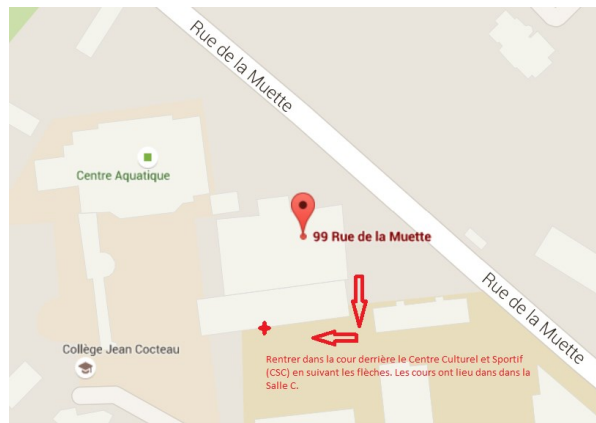 Rue de la Muette
Centre Aquatique
99 Rue de la Muette
Rue de la Muette
Collège Jean Cocteau
Rentrer dans la cour derrière le Centre Culturel et Sportif
(CSC) en suivant les flèches. Les cours ont lieu dans dans la
Salle C.